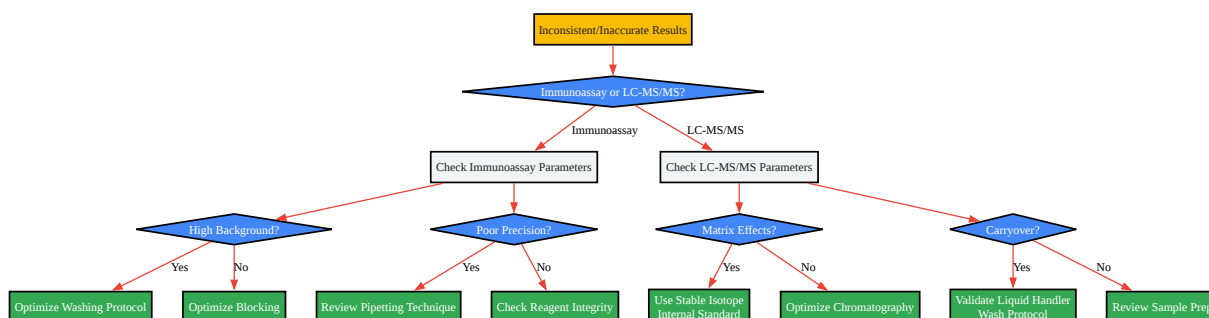 Inconsistent/Inaccurate Results
Immunoassay or LC-MS/MS?
Immunoassay
LC-MS/MS
Check Immunoassay Parameters
Check LC-MS/MS Parameters
High Background?
Poor Precision?
Matrix Effects?
Carryover?
Yes
No
Yes
No
Yes
No
Yes
No
Optimize Washing Protocol
Optimize Blocking
Review Pipetting Technique
Check Reagent Integrity
Use Stable Isotope
Internal Standard
Optimize Chromatography
Validate Liquid Handler
Wash Protocol
Review Sample Prep